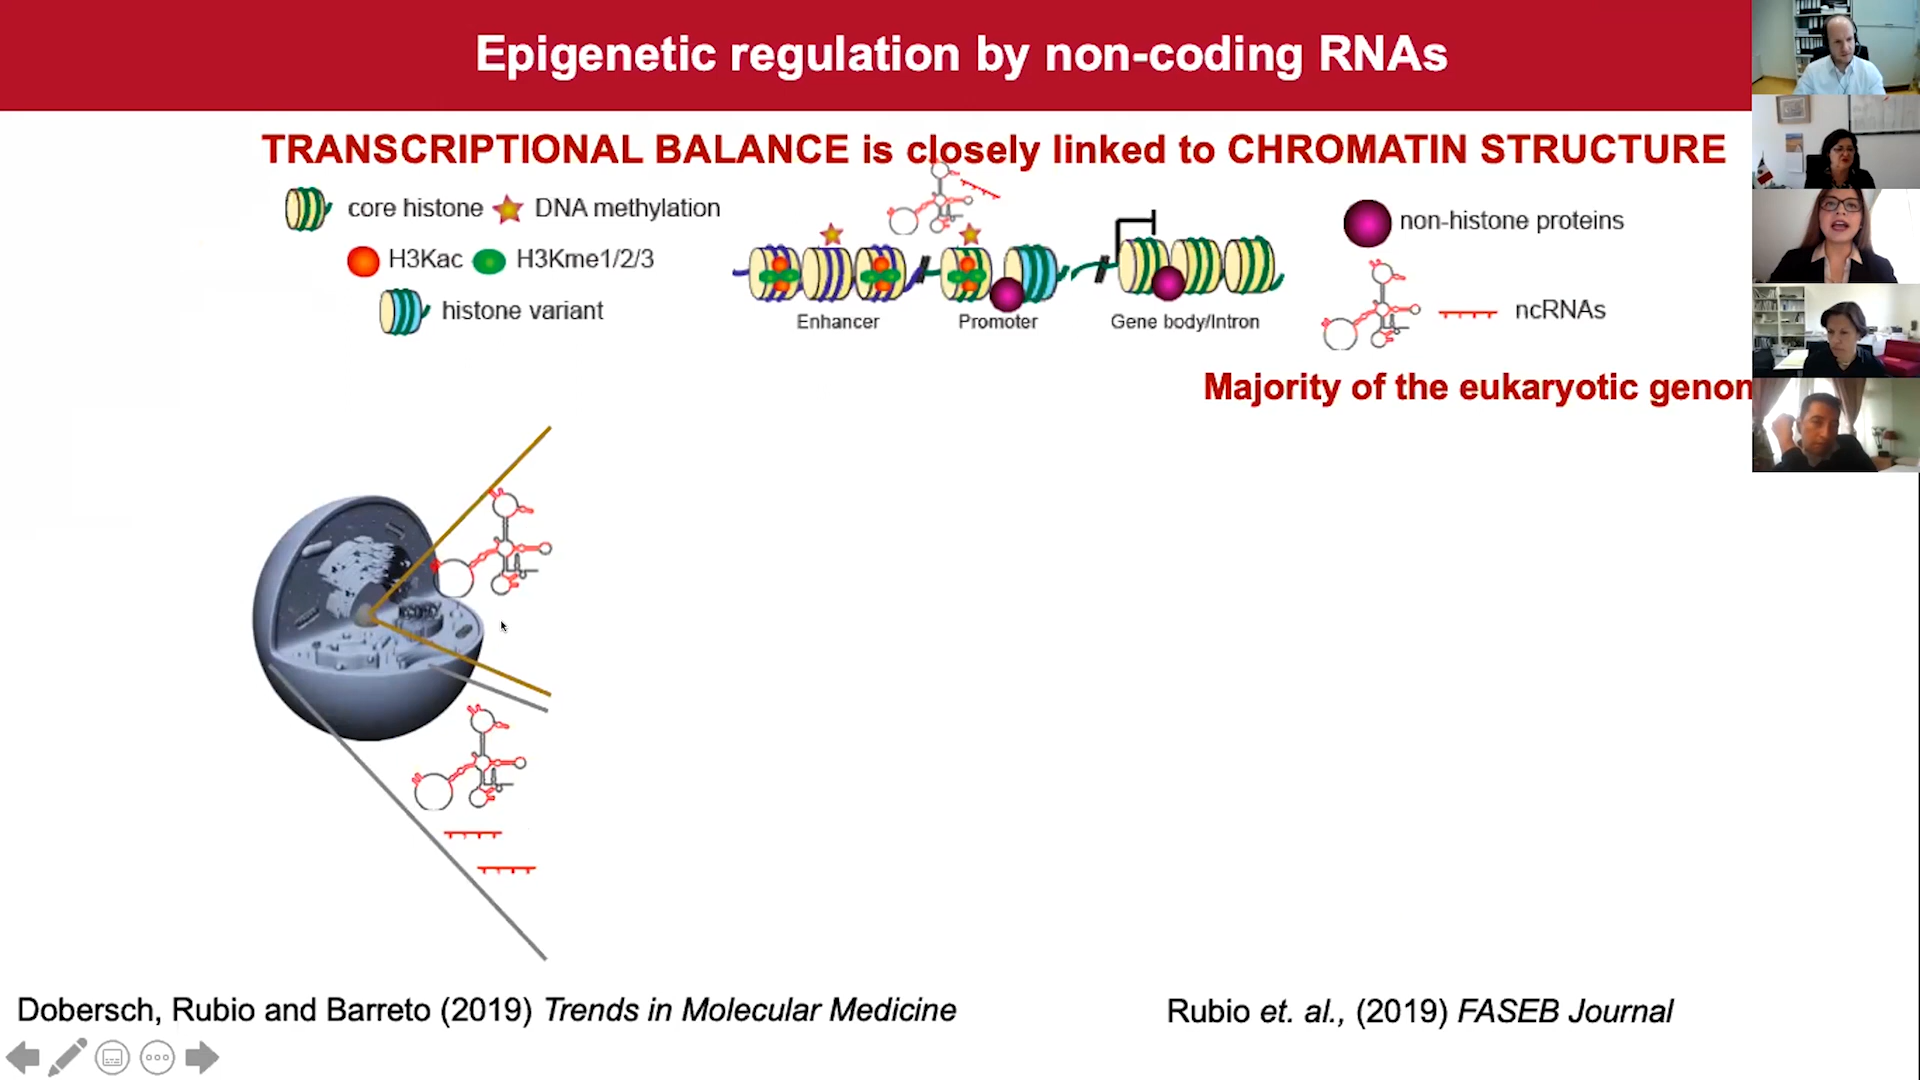 Epigenetic regulation by non-coding RNAs
TRANSCRIPTIONAL BALANCE is closely linked to CHROMATIN STRUCTURE
core histone
DNA methylation
H3Kac
H3Kme1/2/3
histone variant
Enhancer
Promoter
Gene body/Intron
non-histone proteins
ncRNAs
Majority of the eukaryotic genom
Dobersch, Rubio and Barreto (2019) Trends in Molecular Medicine
Rubio et. al., (2019) FASEB Journal